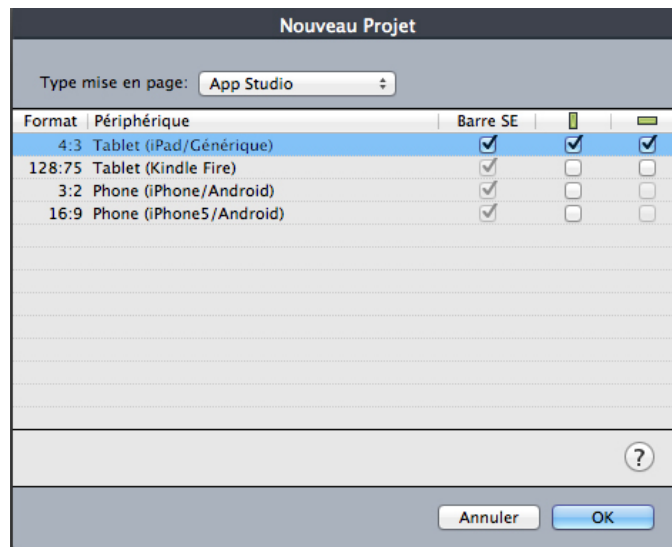 Nouveau Projet
Type mise en page: App Studio
Format Périphérique Barre SE
4:3 Tablet (iPad/Générique)
128:75 Tablet (Kindle Fire)
3:2 Phone (iPhone/Android)
16:9 Phone (iPhone5/Android)
?
Annuler OK